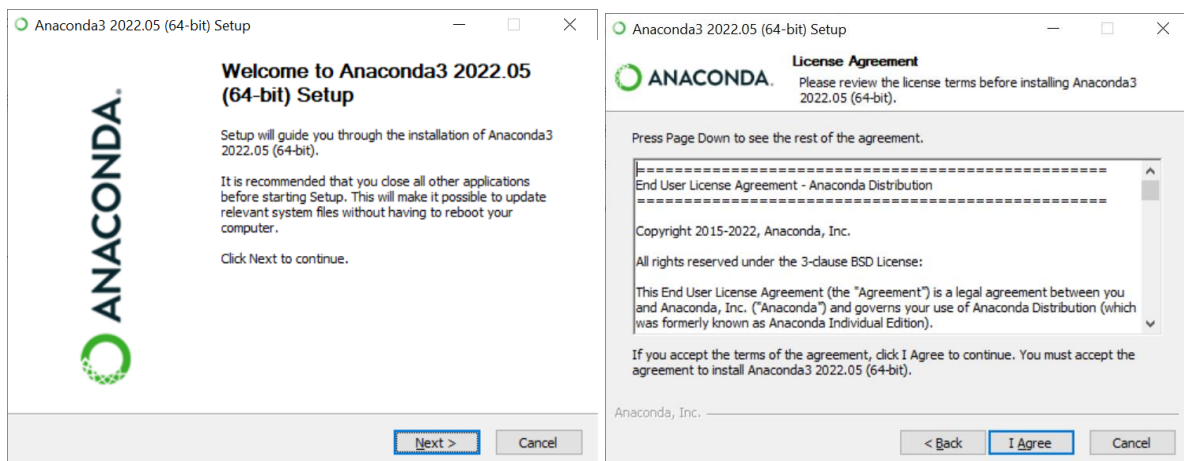 Anaconda3 2022.05 (64-bit) Setup
ANACONDA.
Welcome to Anaconda3 2022.05
(64-bit) Setup
Setup will guide you through the installation of Anaconda3
2022.05 (64-bit).
It is recommended that you close all other applications
before starting Setup. This will make it possible to update
relevant system files without having to reboot your
computer.
Click Next to continue.
Next >
Cancel
Anaconda3 2022.05 (64-bit) Setup
ANACONDA.
License Agreement
Please review the license terms before installing Anaconda3
2022.05 (64-bit).
Press Page Down to see the rest of the agreement.
==================================================
End User License Agreement - Anaconda Distribution
==================================================
Copyright 2015-2022, Anaconda, Inc.
All rights reserved under the 3-clause BSD License:
This End User License Agreement (the "Agreement") is a legal agreement between you
and Anaconda, Inc. ("Anaconda") and governs your use of Anaconda Distribution (which
was formerly known as Anaconda Individual Edition).
If you accept the terms of the agreement, click I Agree to continue. You must accept the
agreement to install Anaconda3 2022.05 (64-bit).
Anaconda, Inc.
< Back
I Agree
Cancel